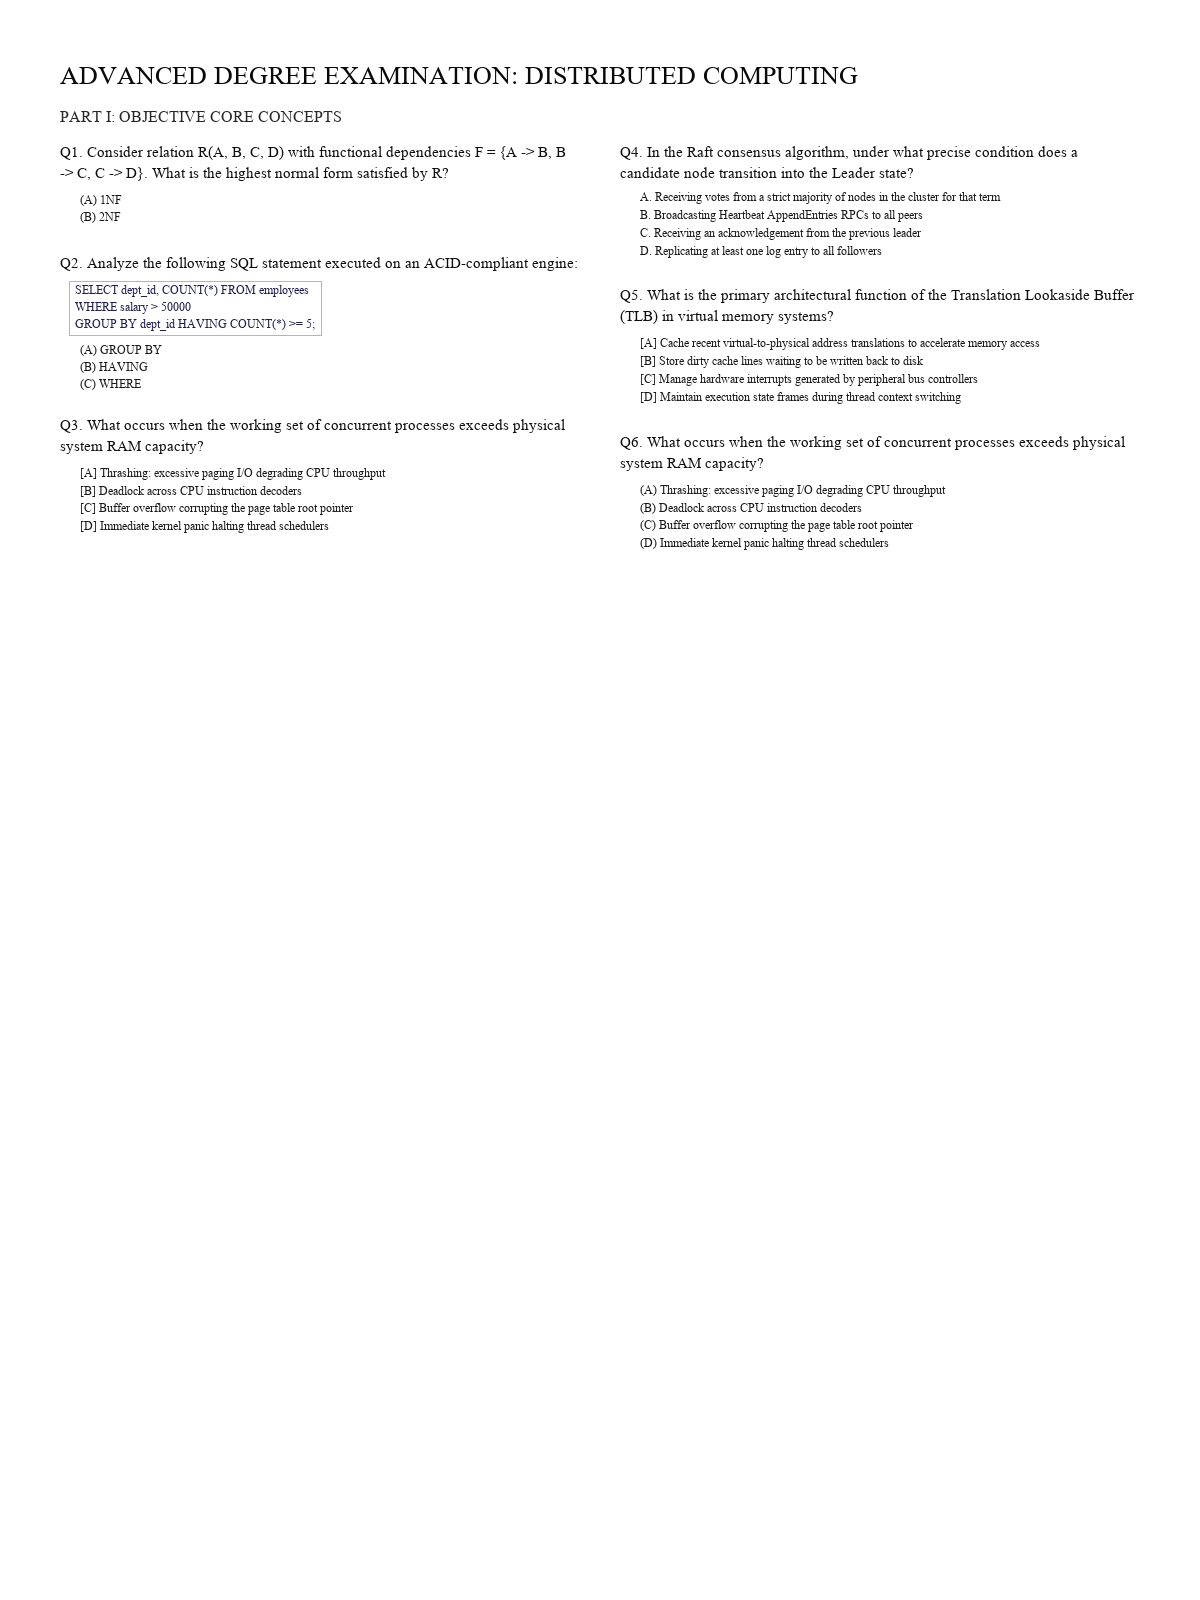 ADVANCED DEGREE EXAMINATION: DISTRIBUTED COMPUTING
PART I: OBJECTIVE CORE CONCEPTS
Q1. Consider relation R(A, B, C, D) with functional dependencies F = {A -> B, B
-> C, C -> D}. What is the highest normal form satisfied by R?
(A) 1NF
(B) 2NF
Q2. Analyze the following SQL statement executed on an ACID-compliant engine:
SELECT dept_id, COUNT(*) FROM employees
WHERE salary > 50000
GROUP BY dept_id HAVING COUNT(*) >= 5;
(A) GROUP BY
(B) HAVING
(C) WHERE
Q3. What occurs when the working set of concurrent processes exceeds physical
system RAM capacity?
[A] Thrashing: excessive paging I/O degrading CPU throughput
[B] Deadlock across CPU instruction decoders
[C] Buffer overflow corrupting the page table root pointer
[D] Immediate kernel panic halting thread schedulers
Q4. In the Raft consensus algorithm, under what precise condition does a
candidate node transition into the Leader state?
A. Receiving votes from a strict majority of nodes in the cluster for that term
B. Broadcasting Heartbeat AppendEntries RPCs to all peers
C. Receiving an acknowledgement from the previous leader
D. Replicating at least one log entry to all followers
Q5. What is the primary architectural function of the Translation Lookaside Buffer
(TLB) in virtual memory systems?
[A] Cache recent virtual-to-physical address translations to accelerate memory access
[B] Store dirty cache lines waiting to be written back to disk
[C] Manage hardware interrupts generated by peripheral bus controllers
[D] Maintain execution state frames during thread context switching
Q6. What occurs when the working set of concurrent processes exceeds physical
system RAM capacity?
(A) Thrashing: excessive paging I/O degrading CPU throughput
(B) Deadlock across CPU instruction decoders
(C) Buffer overflow corrupting the page table root pointer
(D) Immediate kernel panic halting thread schedulers